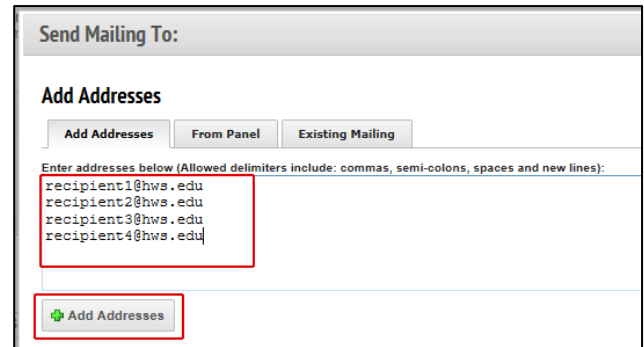 Send Mailing To:
Add Addresses
Add Addresses From Panel Existing Mailing
Enter addresses below (Allowed delimiters include: commas, semi-colons, spaces and new lines):
recipient1@hws.edu
recipient2@hws.edu
recipient3@hws.edu
recipient4@hws.edu
Add Addresses